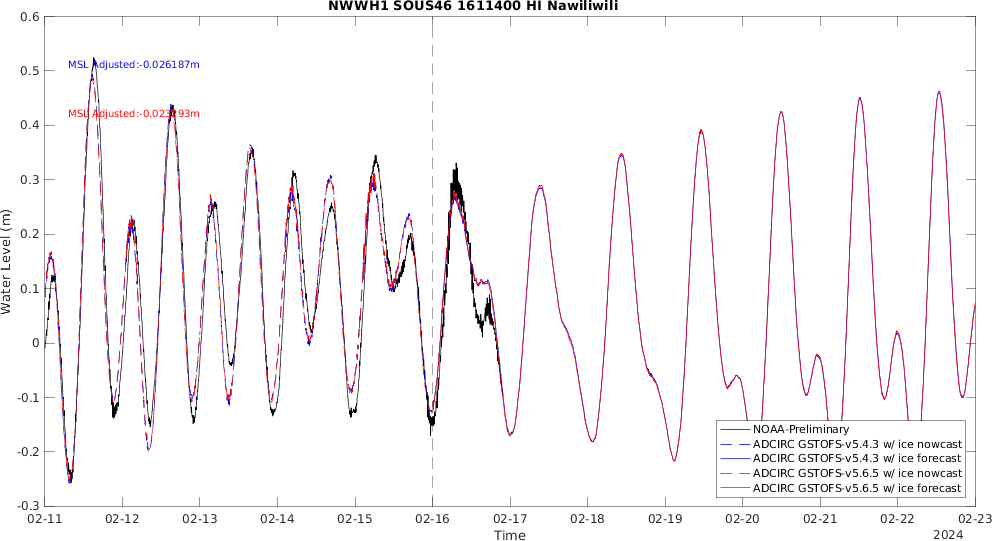 NWWH1 SOUS46 1611400 HI Nawiliwili
0.6
0.5
0.4
0.3
0.2
0.1
0
-0.1
-0.2
-0.3
Water Level (m)
MSL Adjusted:-0.026187m
MSL Adjusted:
NOAA-Preliminary
ADCIRC GSTOFS-v5.4.3 w/ ice nowcast
ADCIRC GSTOFS-v5.4.3 w/ ice forecast
ADCIRC GSTOFS-v5.6.5 w/ ice nowcast
ADCIRC GSTOFS-v5.6.5 w/ ice forecast
02-11 02-12 02-13 02-14 02-15 02-16 02-17 02-18 02-19 02-20 02-21 02-22 02-23
Time
2024